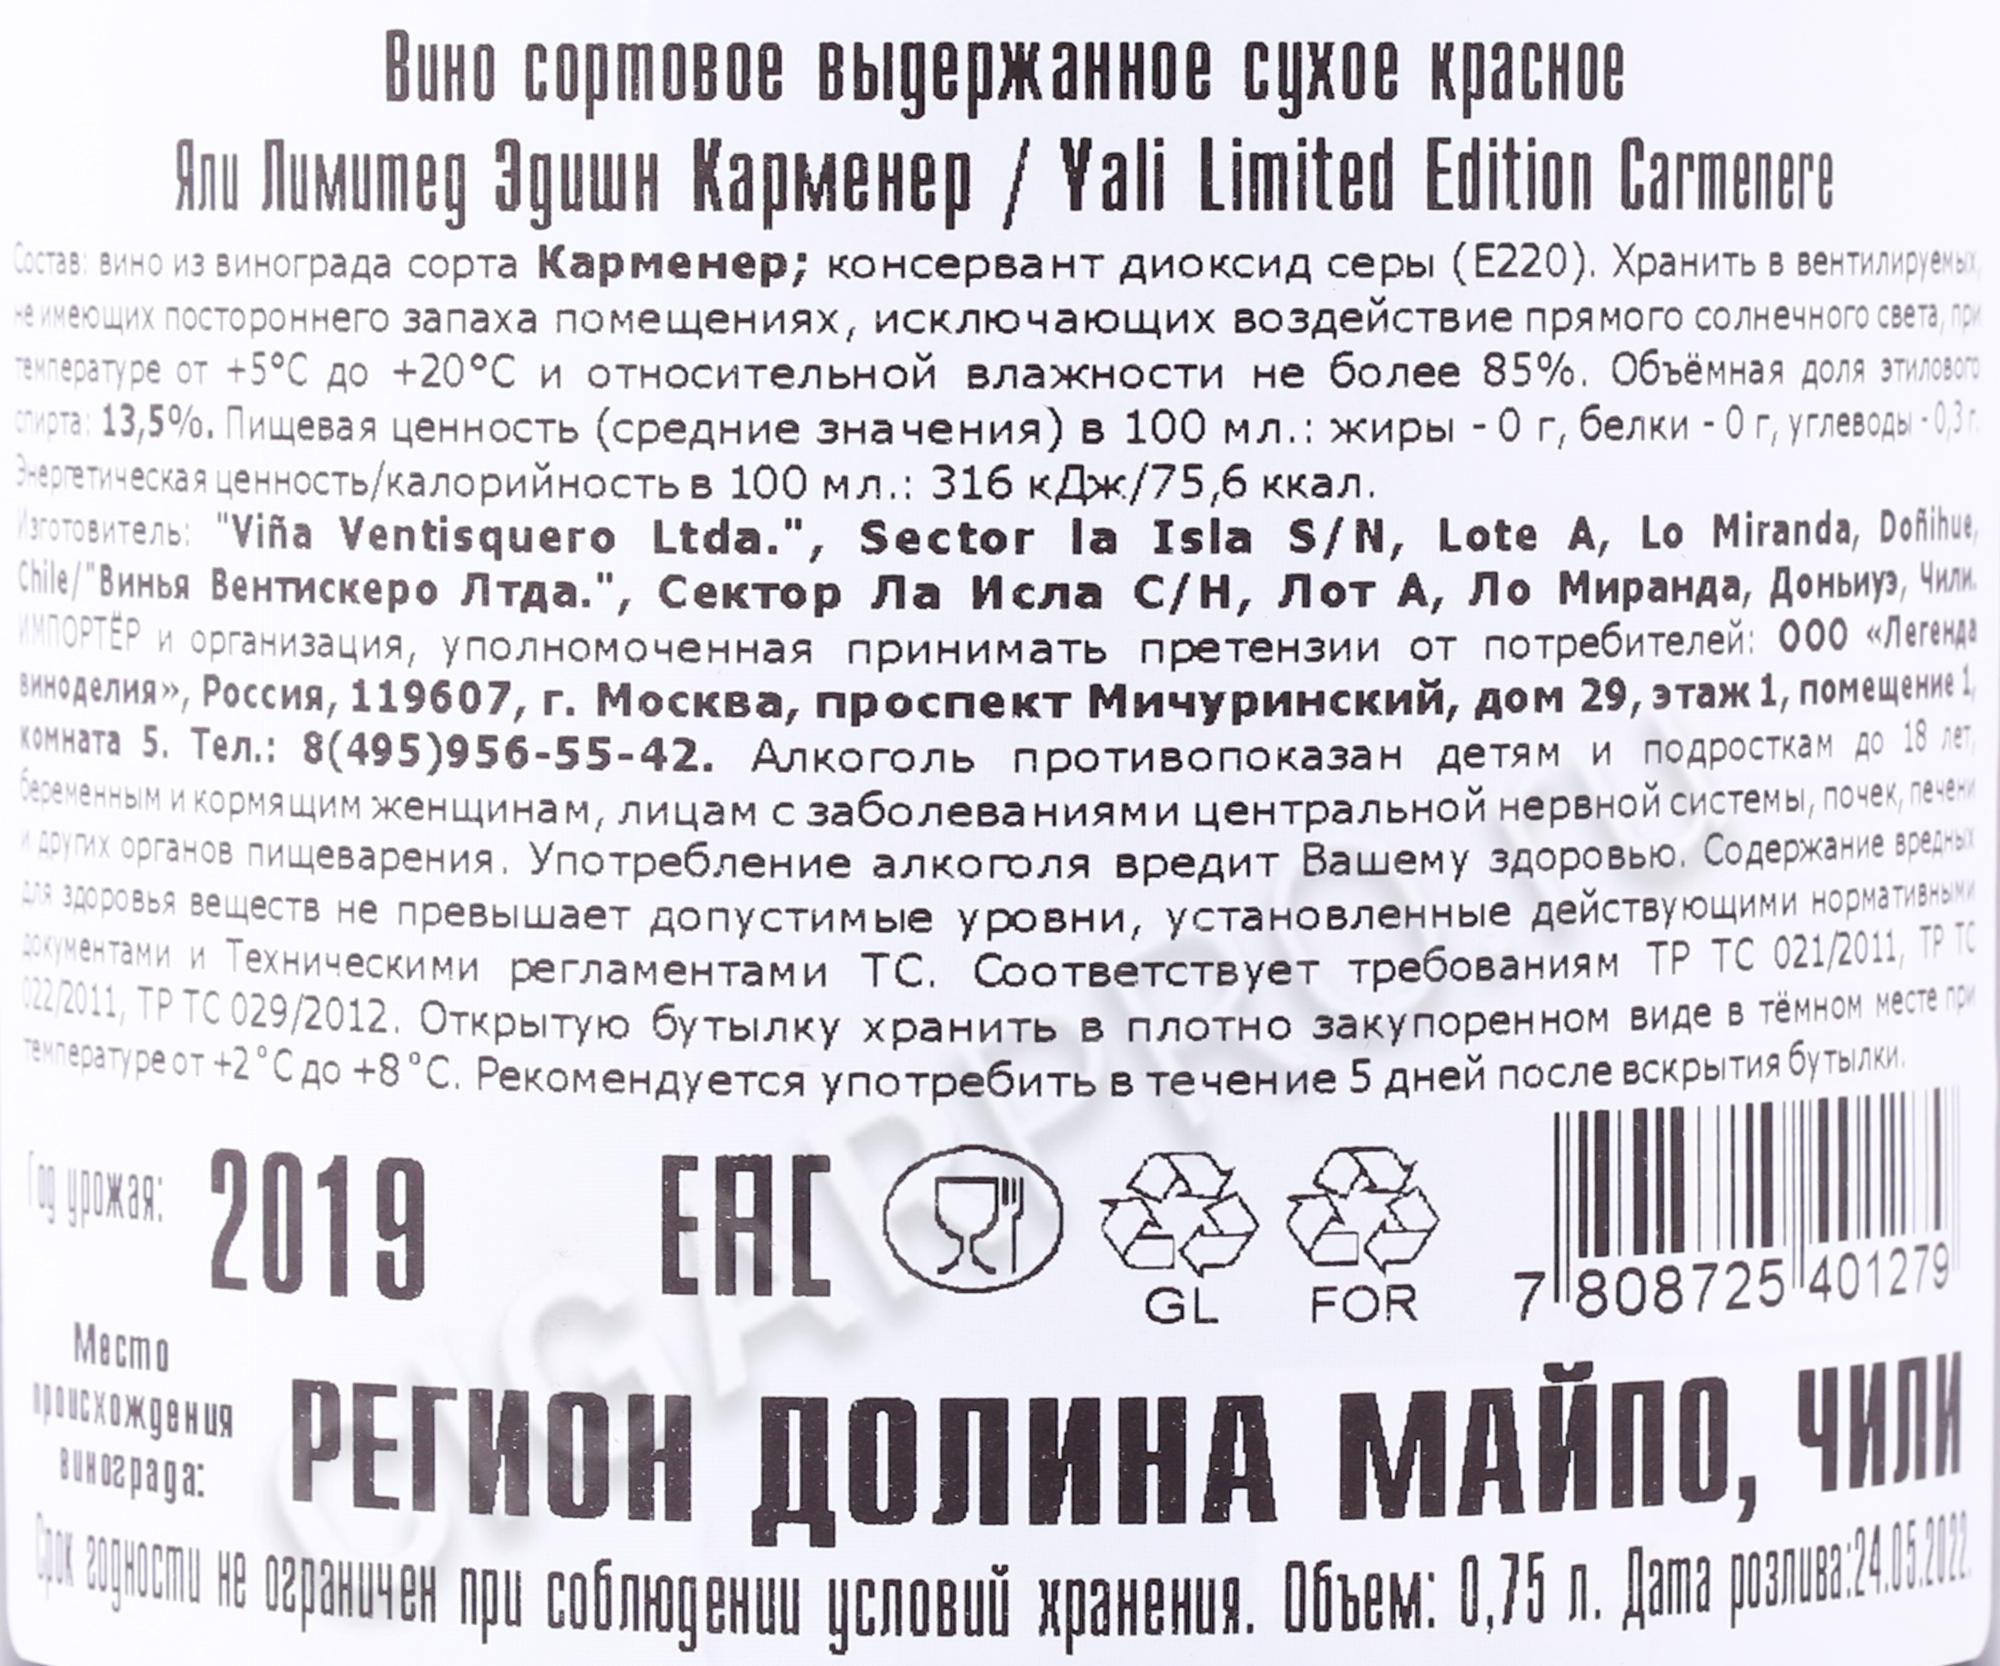 Вино сортовое выдержанное сухое красное
Яли Лимитед Эдишн Карменер / Yali Limited Edition Carmenere
Состав: вино из винограда сорта Карменер; консервант диоксид серы (Е220). Хранить в вентилируемых,
не имеющих постороннего запаха помещениях, исключающих воздействие прямого солнечного света, при
температуре от +5°C до +20°C и относительной влажности не более 85%. Объёмная доля этилового
спирта: 13,5%. Пищевая ценность (средние значения) в 100 мл.: жиры - 0 г, белки - 0 г, углеводы - 0,3 г.
Энергетическая ценность/калорийность в 100 мл.: 316 кДж/75,6 ккал.
Изготовитель: "Viña Ventisquero Ltda.", Sector la Isla S/N, Lote A, Lo Miranda, Doñihue,
Chile/"Винья Вентискеро Лтда.", Сектор Ла Исла С/Н, Лот А, Ло Миранда, Доньиуэ, Чили.
ИМПОРТЁР и организация, уполномоченная принимать претензии от потребителей: ООО «Легенда
виноделия», Россия, 119607, г. Москва, проспект Мичуринский, дом 29, этаж 1, помещение 1,
комната 5. Тел.: 8(495)956-55-42. Алкоголь противопоказан детям и подросткам до 18 лет,
беременным и кормящим женщинам, лицам с заболеваниями центральной нервной системы, почек, печени
и других органов пищеварения. Употребление алкоголя вредит Вашему здоровью. Содержание вредных
для здоровья веществ не превышает допустимые уровни, установленные действующими нормативными
документами и Техническими регламентами ТС. Соответствует требованиям ТР ТС 021/2011, ТР ТС
022/2011, ТР ТС 029/2012. Открытую бутылку хранить в плотно закупоренном виде в тёмном месте при
температуре от +2°C до +8°C. Рекомендуется употребить в течение 5 дней после вскрытия бутылки.
Год урожая: 2019 EAC
GL FOR
7 808725 401279
Место
происхождения
винограда:
РЕГИОН ДОЛИНА МАЙПО, ЧИЛИ
Срок годности не ограничен при соблюдении условий хранения. Объем: 0,75 л. Дата розлива:24.05.2022.
CIGARPRO.ru